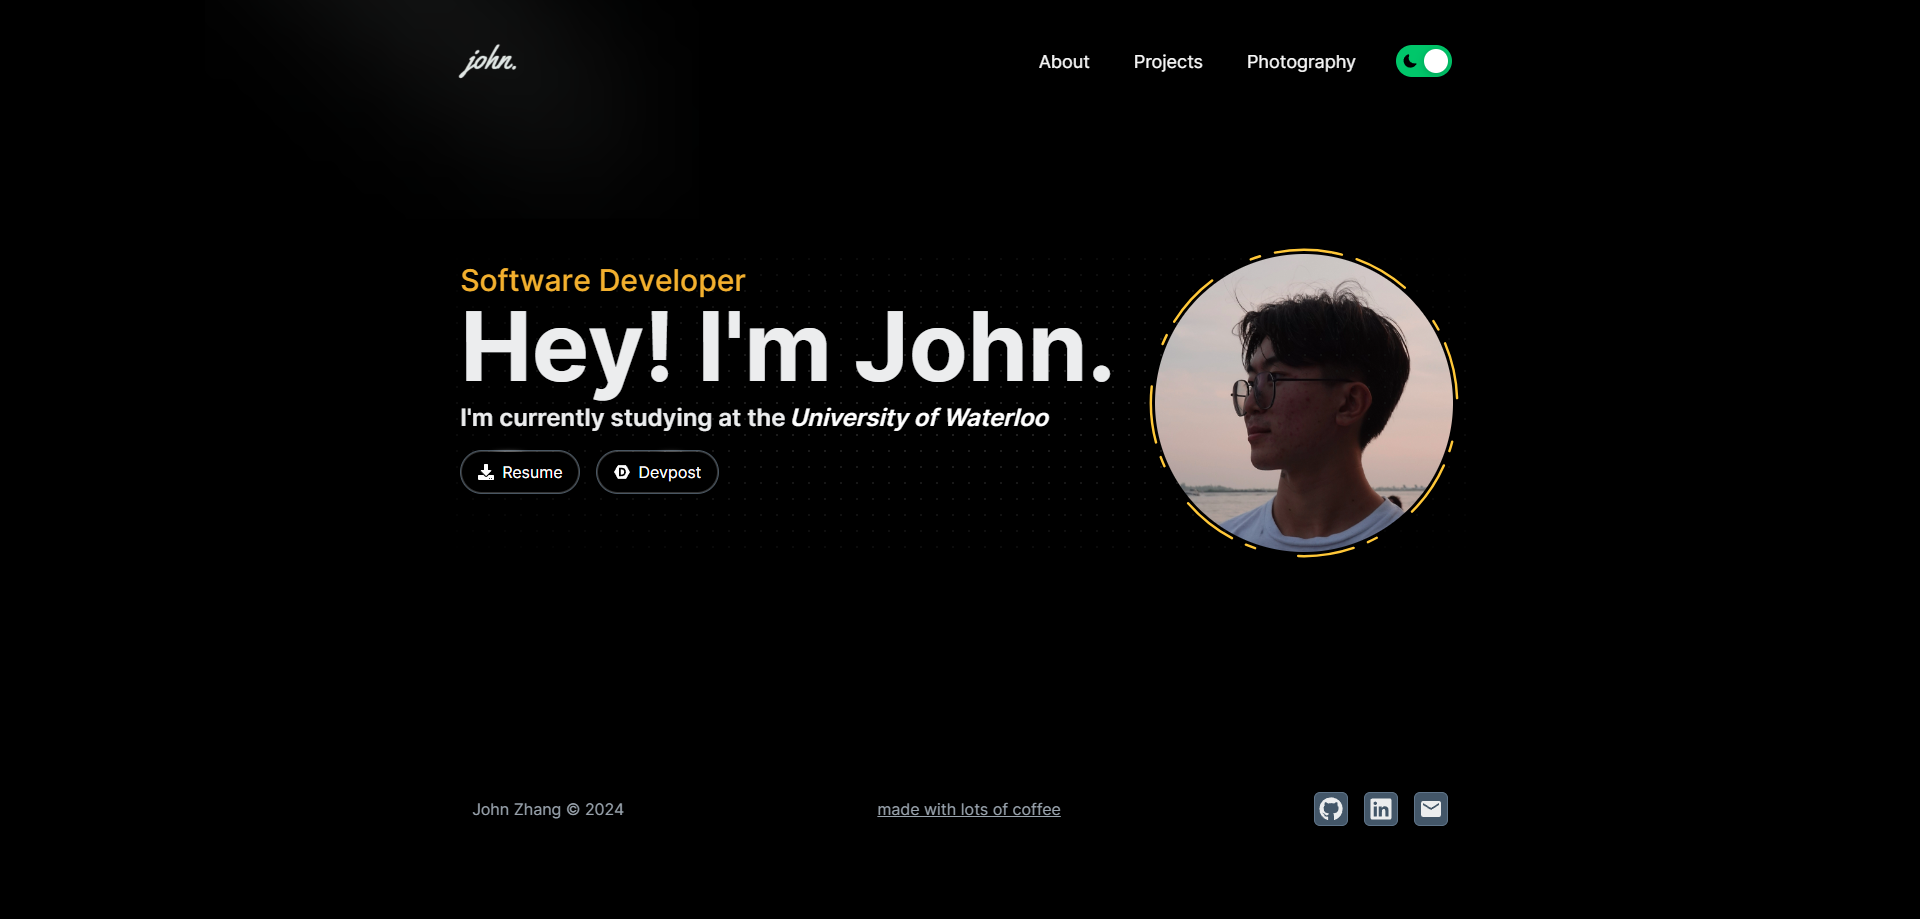 john.
About
Projects
Photography
Software Developer
Hey! I'm John.
I'm currently studying at the University of Waterloo
Resume
Devpost
John Zhang © 2024
made with lots of coffee